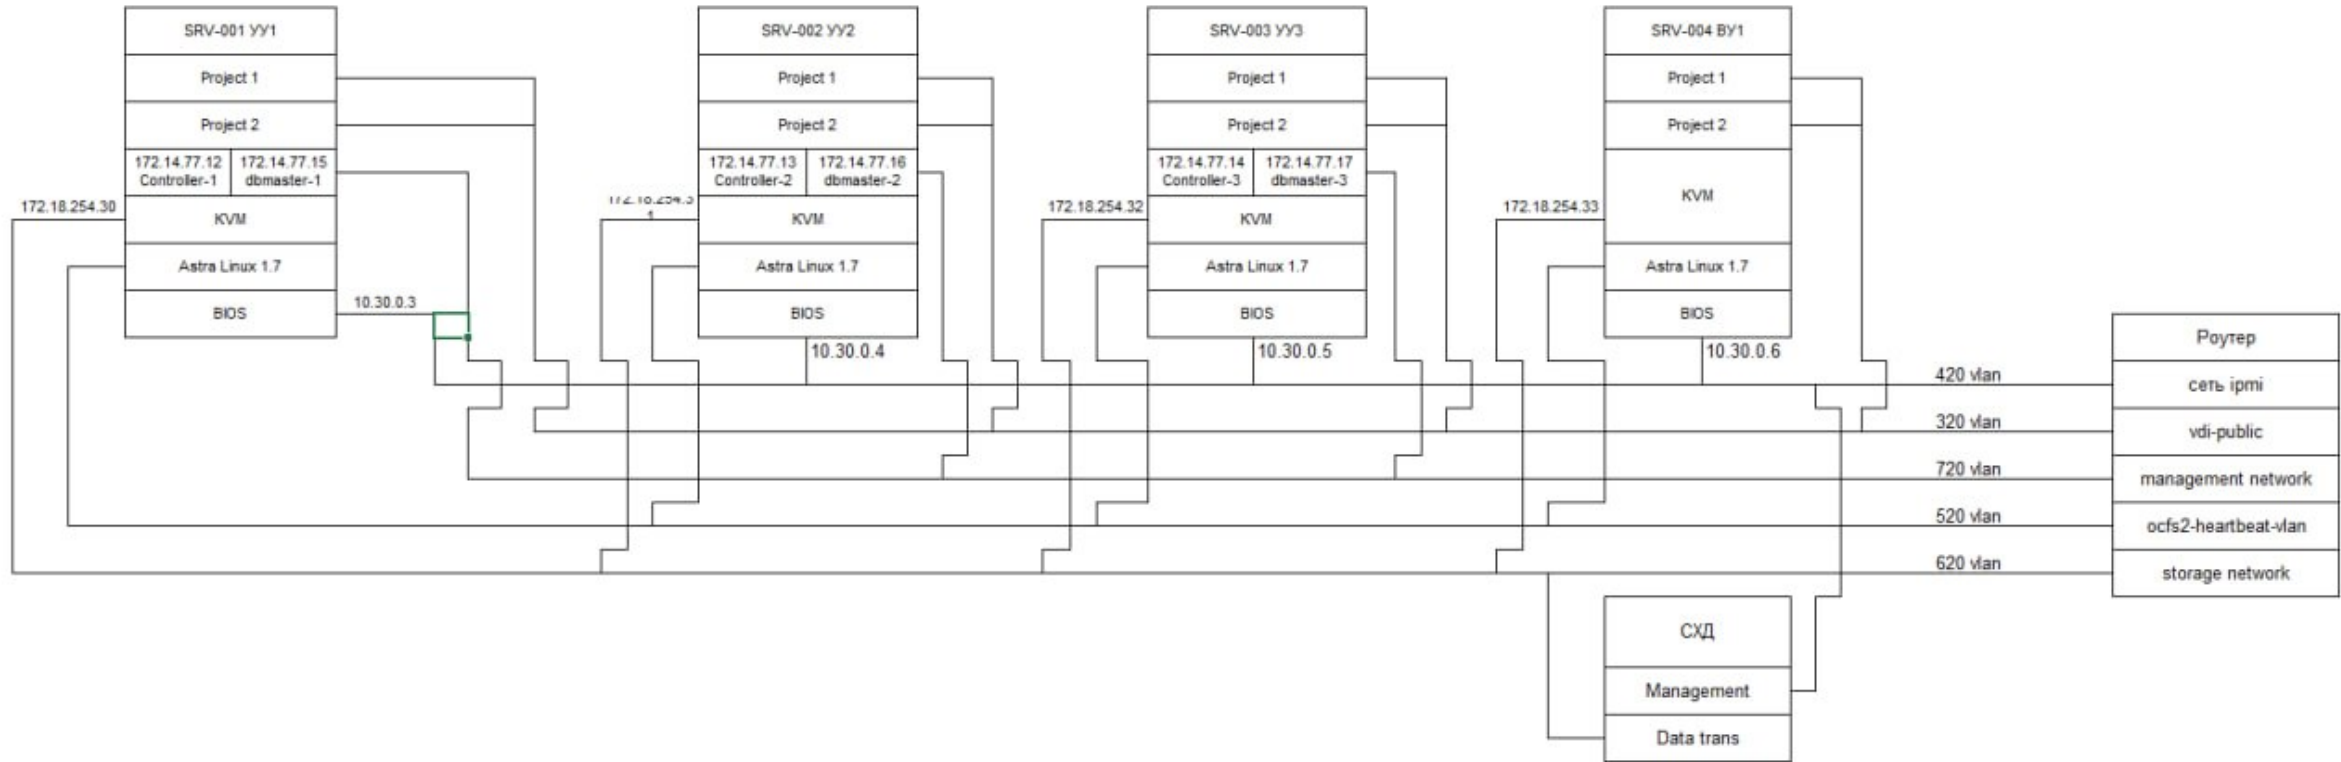 SRV-001 УУ1
Project 1
Project 2
172.14.77.12
Controller-1
172.14.77.15
dbmaster-1
172.18.254.30
KVM
Astra Linux 1.7
BIOS
10.30.0.3
SRV-002 УУ2
Project 1
Project 2
172.14.77.13
Controller-2
172.14.77.16
dbmaster-2
172.18.254.3
1
KVM
Astra Linux 1.7
BIOS
10.30.0.4
SRV-003 УУ3
Project 1
Project 2
172.14.77.14
Controller-3
172.14.77.17
dbmaster-3
172.18.254.32
KVM
Astra Linux 1.7
BIOS
10.30.0.5
SRV-004 ВУ1
Project 1
Project 2
172.18.254.33
KVM
Astra Linux 1.7
BIOS
10.30.0.6
Роутер
420 vlan
сеть ipmi
320 vlan
vdi-public
720 vlan
management network
520 vlan
ocfs2-heartbeat-vlan
620 vlan
storage network
СХД
Management
Data trans